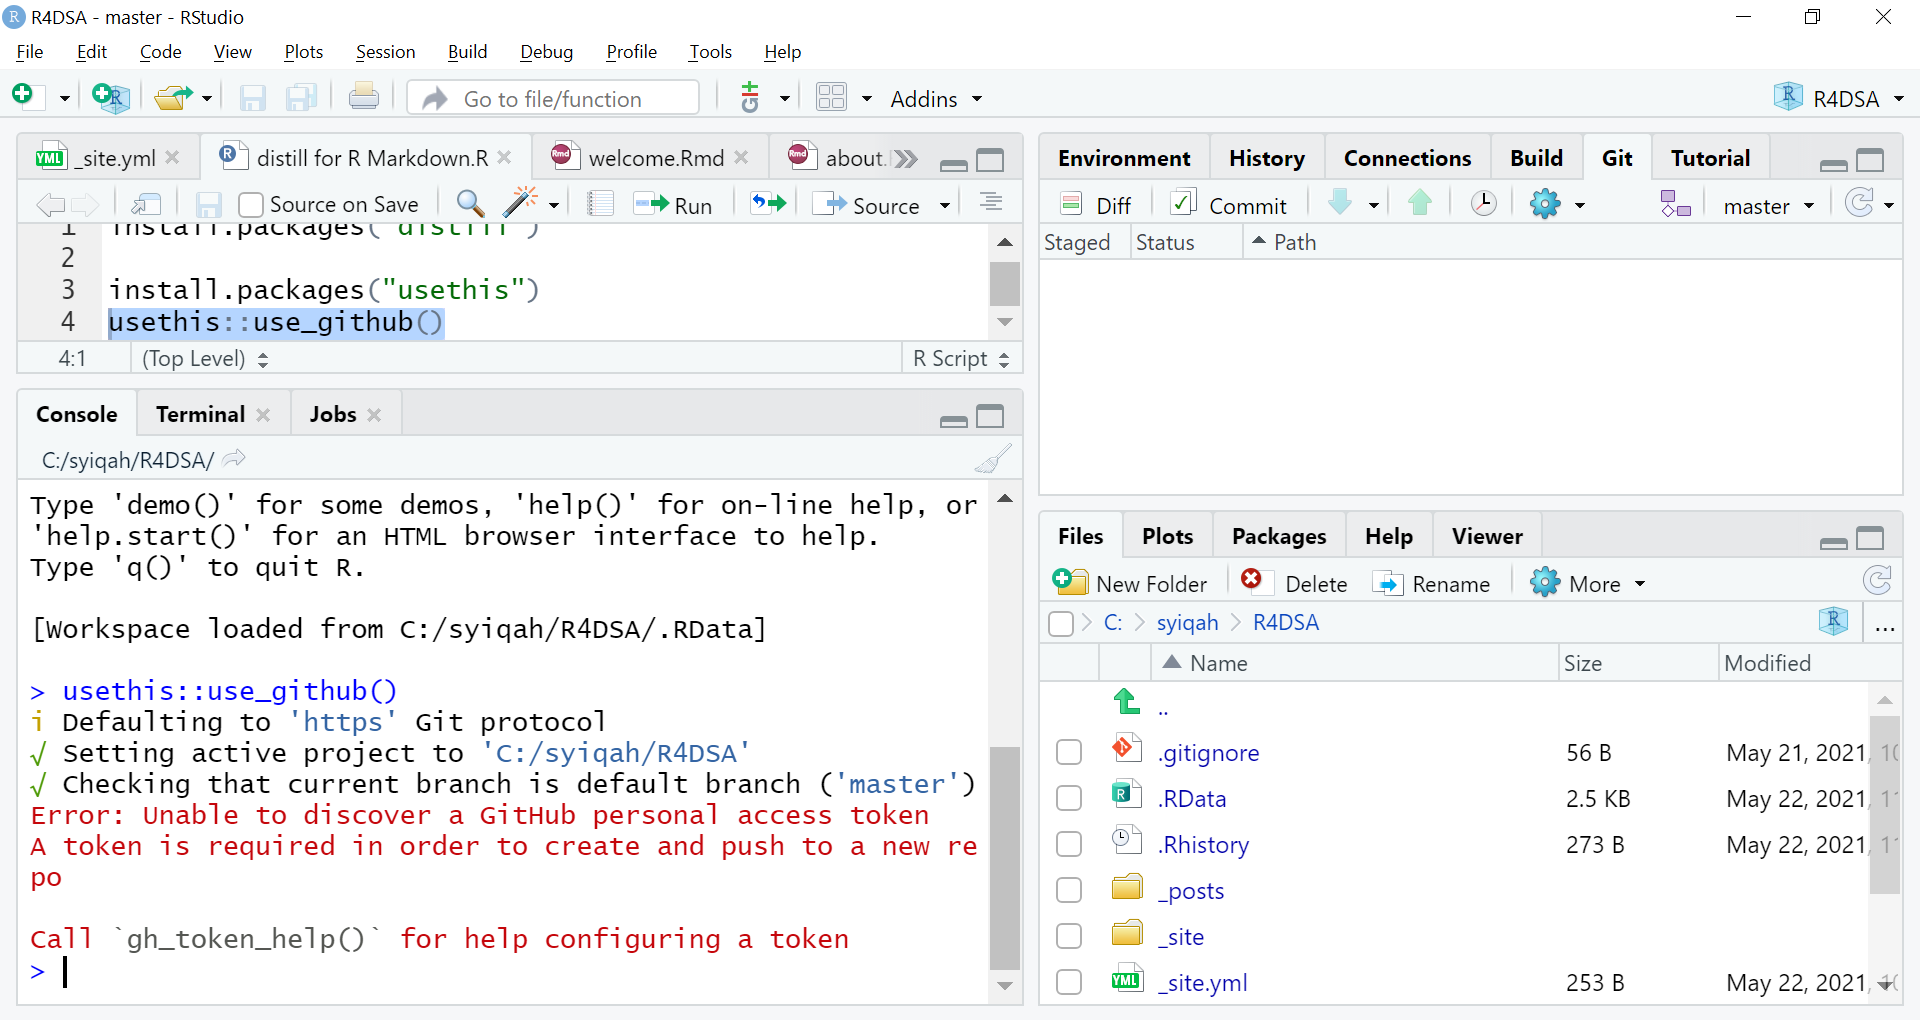 R4DSA - master - RStudio
File Edit Code View Plots Session Build Debug Profile Tools Help
Go to file/function Addins R4DSA
_site.yml distill for R Markdown.R welcome.Rmd about.
Source on Save Run Source
1 install.packages("distill")
2
3 install.packages("usethis")
4 usethis::use_github()
4:1 (Top Level) R Script
Console Terminal Jobs
C:/syiqah/R4DSA/
Type 'demo()' for some demos, 'help()' for on-line help, or
'help.start()' for an HTML browser interface to help.
Type 'q()' to quit R.
[Workspace loaded from C:/syiqah/R4DSA/.RData]
> usethis::use_github()
i Defaulting to 'https' Git protocol
√ Setting active project to 'C:/syiqah/R4DSA'
√ Checking that current branch is default branch ('master')
Error: Unable to discover a GitHub personal access token
A token is required in order to create and push to a new re
po
Call `gh_token_help()` for help configuring a token
>
Environment History Connections Build Git Tutorial
Diff Commit master
Staged Status Path
Files Plots Packages Help Viewer
New Folder Delete Rename More
C: syiqah R4DSA ...
Name Size Modified
..
.gitignore 56 B May 21, 2021,
.RData 2.5 KB May 22, 2021,
.Rhistory 273 B May 22, 2021,
_posts
_site
_site.yml 253 B May 22, 2021,